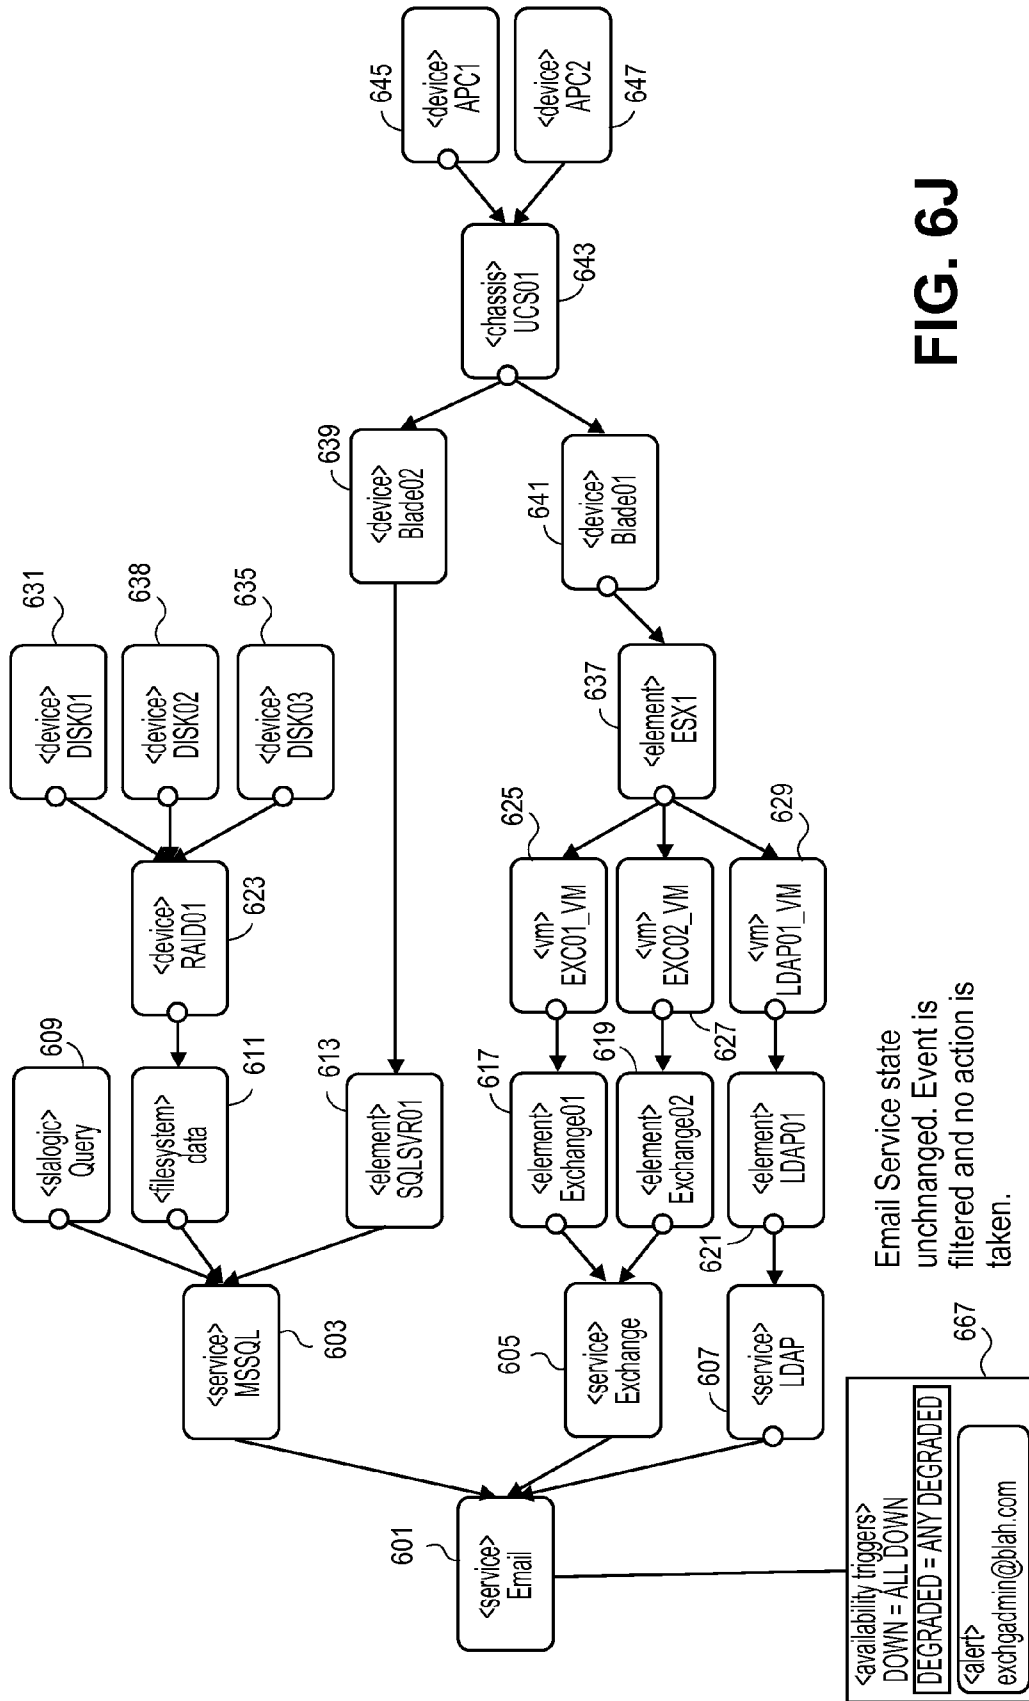 645
<device>
APC1
<device>
APC2
647
<chassis>
UCS01
643
639
<device>
Blade02
641
<device>
Blade01
631
<device>
DISK01
638
<device>
DISK02
635
<device>
DISK03
637
<element>
ESX1
<device>
RAID01
623
625
<vm>
EXC01_VM
<vm>
EXC02_VM
627
629
<vm>
LDAP01_VM
609
<slalogic>
Query
<filesystem>
data
611
613
<element>
SQLSVR01
617
<element>
Exchange01
619
<element>
Exchange02
<element>
LDAP01
621
<service>
MSSQL
603
605
<service>
Exchange
607
<service>
LDAP
601
<service>
Email
<availability triggers>
DOWN = ALL DOWN
DEGRADED = ANY DEGRADED
<alert>
exchgadmin@blah.com
667
Email Service state
unchnanged. Event is
filtered and no action is
taken.
FIG. 6J